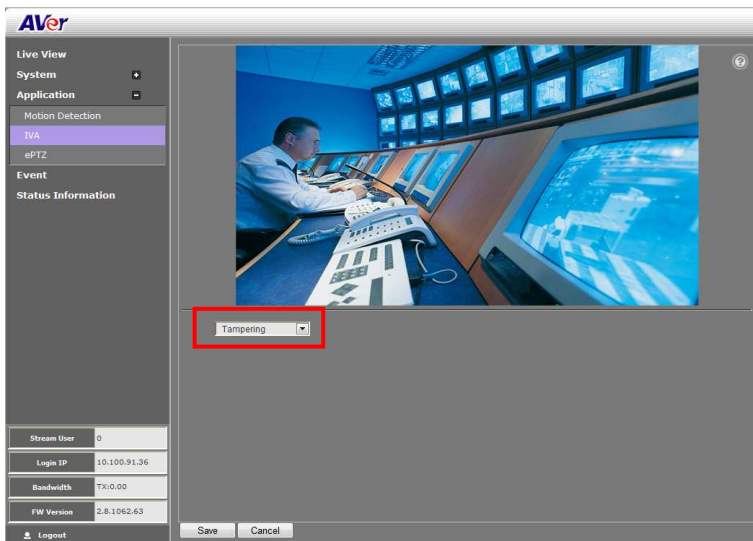 AVer
Live View
System
Application
Motion Detection
IVA
ePTZ
Event
Status Information
Tampering
Stream User 0
Login IP 10.100.91.36
Bandwidth TX:0.00
FW Version 2.8.1062.63
Logout
Save Cancel